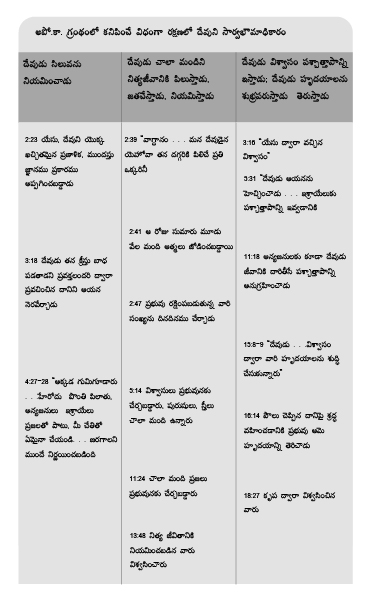 అపో.కా. గ్రంథంలో కనిపించే విధంగా రక్షణలో దేవుని సార్వభౌమాధికారం
దేవుడు సిలువను
నియమించాడు
దేవుడు చాలా మందిని
నిత్యజీవానికి పిలుస్తాడు,
జతచేస్తాడు, నియమిస్తాడు
దేవుడు విశ్వాసం పశ్చాత్తాపాన్ని
ఇస్తాడు; దేవుడు హృదయాలను
శుభ్రపరుస్తాడు తెరుస్తాడు
2:23 యేసు, దేవుని యొక్క
ఖచ్చితమైన ప్రణాళిక, ముందస్తు
జ్ఞానము ప్రకారము
అప్పగించబడ్డాడు
3:18 దేవుడు తన క్రీస్తు బాధ
పడతాడని ప్రవక్తలందరి ద్వారా
ప్రవచించిన దానిని ఆయన
నెరవేర్చాడు
4:27-28 "అక్కడ గుమిగూడారు
. . హేరోదు పొంతి పిలాతు,
అన్యజనులు ఇశ్రాయేలు
ప్రజలతో పాటు, మీ చేతితో
ఏమైనా చేయండి. . . జరగాలని
ముందే నిర్ణయించబడింది
2:39 "వాగ్దానం . . . మన దేవుడైన
యెహోవా తన దగ్గరికి పిలిచే ప్రతి
ఒక్కరినీ
2:41 ఆ రోజు సుమారు మూడు
వేల మంది ఆత్మలు జోడించబడ్డాయి
2:47 ప్రభువు రక్షింపబడుతున్న వారి
సంఖ్యను దినదినము చేర్చాడు
5:14 విశ్వాసులు ప్రభువునకు
చేర్చబడ్డారు, పురుషులు, స్త్రీలు
చాలా మంది ఉన్నారు
11:24 చాలా మంది ప్రజలు
ప్రభువునకు చేర్చబడ్డారు
13:48 నిత్య జీవితానికి
నియమించబడిన వారు
విశ్వసించారు
3:16 "యేసు ద్వారా వచ్చిన
విశ్వాసం"
5:31 "దేవుడు ఆయనను
హెచ్చించాడు . . . ఇశ్రాయేలుకు
పశ్చాత్తాపాన్ని ఇవ్వడానికి
11:18 అన్యజనులకు కూడా దేవుడు
జీవానికి దారితీసే పశ్చాత్తాపాన్ని
అనుగ్రహించాడు
15:8-9 "దేవుడు . . .విశ్వాసం
ద్వారా వారి హృదయాలను శుద్ధి
చేసుకున్నారు"
16:14 పౌలు చెప్పిన దానిపై శ్రద్ధ
వహించడానికి ప్రభువు ఆమె
హృదయాన్ని తెరిచాడు
18:27 కృప ద్వారా విశ్వసించిన
వారు